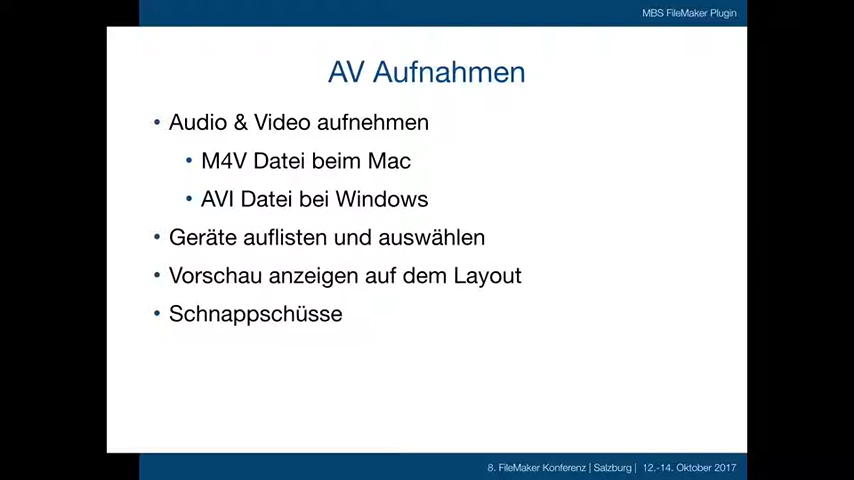 MBS FileMaker Plugin
AV Aufnahmen
• Audio & Video aufnehmen
• M4V Datei beim Mac
• AVI Datei bei Windows
• Geräte auflisten und auswählen
• Vorschau anzeigen auf dem Layout
• Schnappschüsse
8. FileMaker Konferenz | Salzburg | 12.-14. Oktober 2017